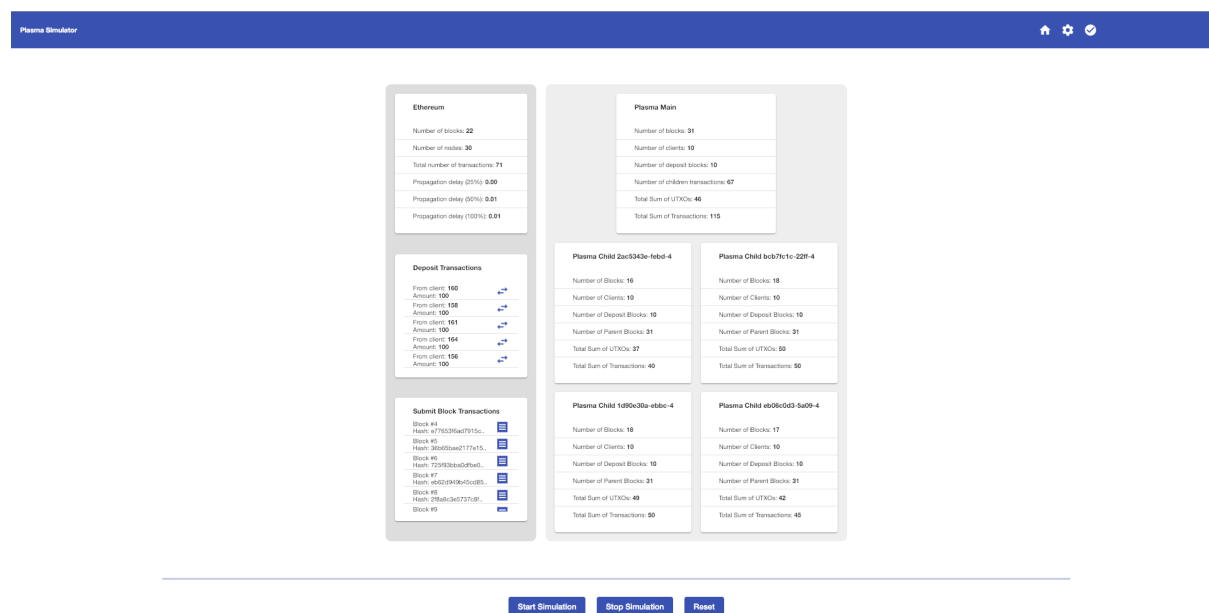 Plasma Simulator
Ethereum
Number of blocks: 22
Number of nodes: 30
Total number of transactions: 71
Propagation delay (25%): 0.00
Propagation delay (50%): 0.01
Propagation delay (100%): 0.01
Deposit Transactions
From client: 160
Amount: 100
From client: 158
Amount: 100
From client: 161
Amount: 100
From client: 164
Amount: 100
From client: 156
Amount: 100
Submit Block Transactions
Block #4
Hash: e77653f6ad7915c..
Block #5
Hash: 36b65bae2177e15..
Block #6
Hash: 725f93bba0dfbe0..
Block #7
Hash: eb62d949b45cd85..
Block #8
Hash: 2f8a8c3e5737c8f..
Block #9
Plasma Main
Number of blocks: 31
Number of clients: 10
Number of deposit blocks: 10
Number of children transactions: 67
Total Sum of UTXOs: 46
Total Sum of Transactions: 115
Plasma Child 2ac5343e-febd-4
Number of Blocks: 16
Number of Clients: 10
Number of Deposit Blocks: 10
Number of Parent Blocks: 31
Total Sum of UTXOs: 37
Total Sum of Transactions: 40
Plasma Child bcb7fc1c-22ff-4
Number of Blocks: 18
Number of Clients: 10
Number of Deposit Blocks: 10
Number of Parent Blocks: 31
Total Sum of UTXOs: 50
Total Sum of Transactions: 50
Plasma Child 1d90e30a-ebbc-4
Number of Blocks: 18
Number of Clients: 10
Number of Deposit Blocks: 10
Number of Parent Blocks: 31
Total Sum of UTXOs: 49
Total Sum of Transactions: 50
Plasma Child eb06c0d3-5a09-4
Number of Blocks: 17
Number of Clients: 10
Number of Deposit Blocks: 10
Number of Parent Blocks: 31
Total Sum of UTXOs: 42
Total Sum of Transactions: 45
Start Simulation
Stop Simulation
Reset